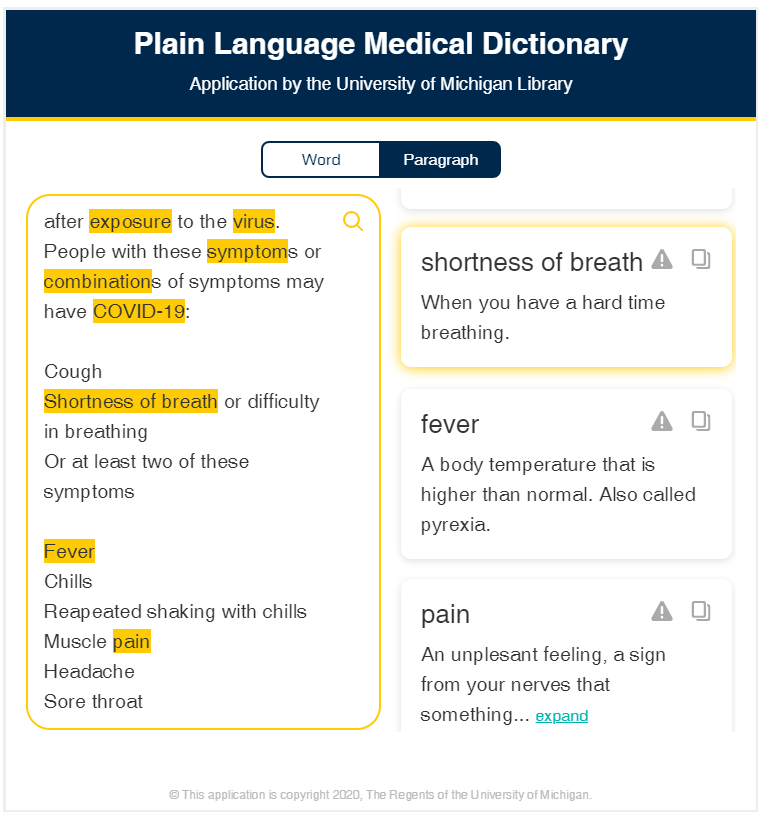 Plain Language Medical Dictionary
Application by the University of Michigan Library
Word
Paragraph
after exposure to the virus.
People with these symptoms or
combinations of symptoms may
have COVID-19:
Cough
Shortness of breath or difficulty
in breathing
Or at least two of these
symptoms
Fever
Chills
Reapeated shaking with chills
Muscle pain
Headache
Sore throat
shortness of breath
When you have a hard time
breathing.
fever
A body temperature that is
higher than normal. Also called
pyrexia.
pain
An unplesant feeling, a sign
from your nerves that
something... expand
© This application is copyright 2020, The Regents of the University of Michigan.